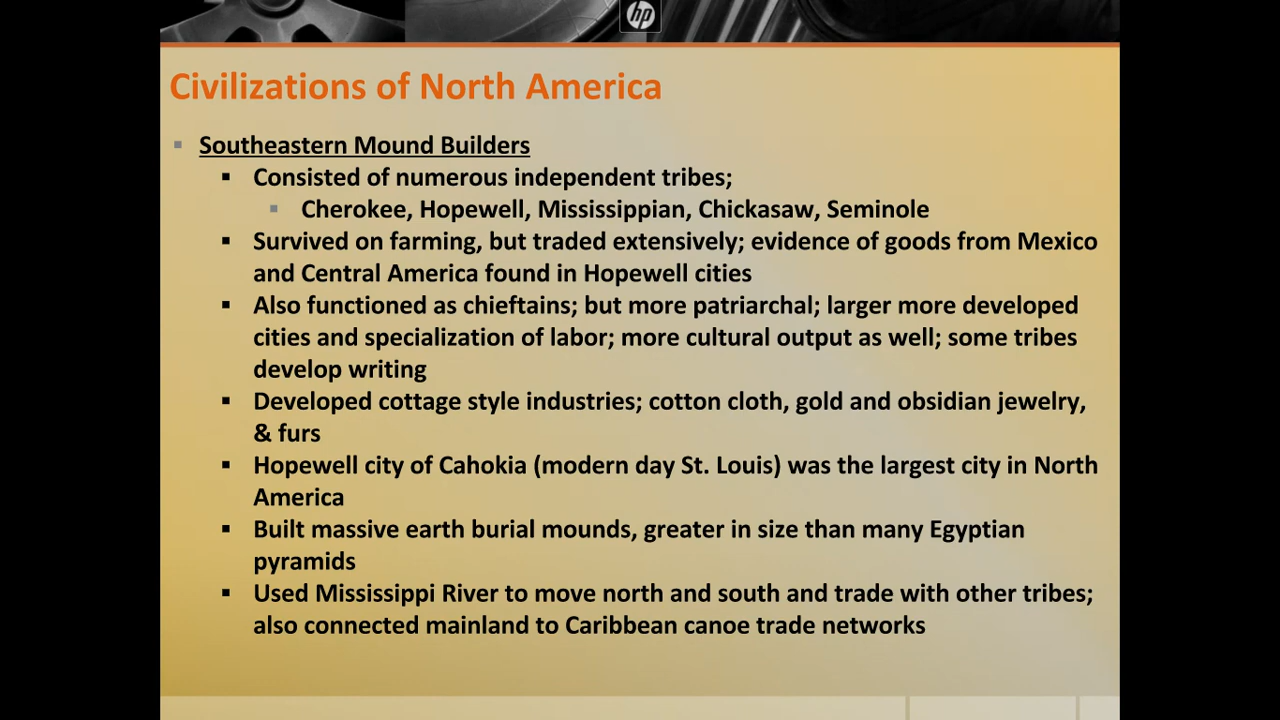 hp
Civilizations of North America
Southeastern Mound Builders
Consisted of numerous independent tribes;
Cherokee, Hopewell, Mississippian, Chickasaw, Seminole
Survived on farming, but traded extensively; evidence of goods from Mexico
and Central America found in Hopewell cities
Also functioned as chieftains; but more patriarchal; larger more developed
cities and specialization of labor; more cultural output as well; some tribes
develop writing
Developed cottage style industries; cotton cloth, gold and obsidian jewelry,
& furs
Hopewell city of Cahokia (modern day St. Louis) was the largest city in North
America
Built massive earth burial mounds, greater in size than many Egyptian
pyramids
Used Mississippi River to move north and south and trade with other tribes;
also connected mainland to Caribbean canoe trade networks